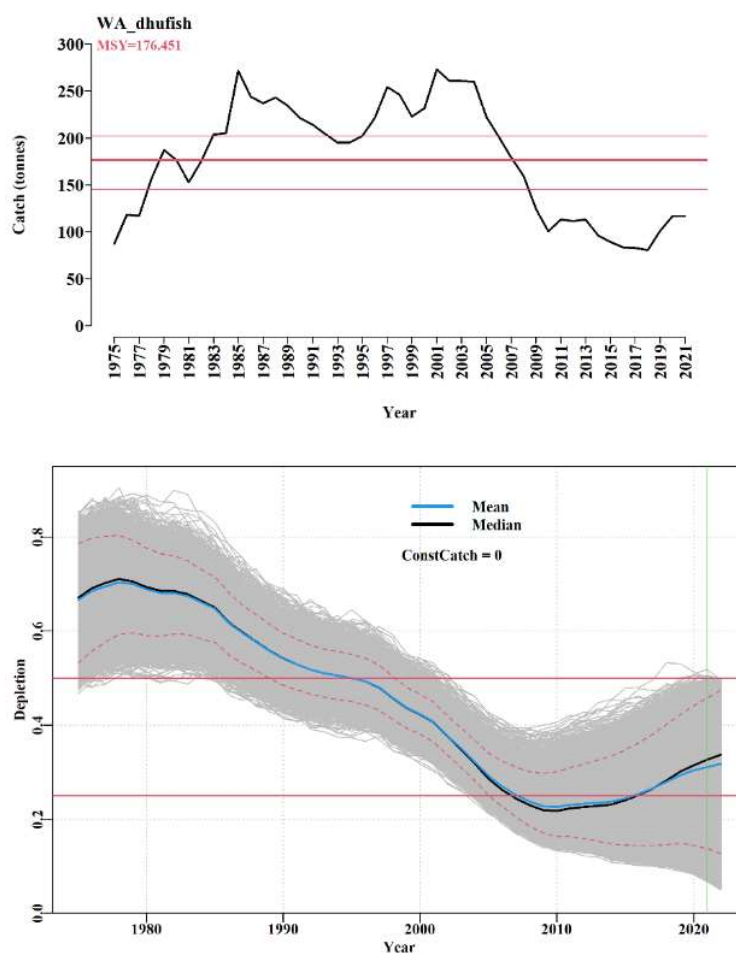 WA_dhufish
MSY=176.451
300
250
200
150
100
50
0
Catch (tonnes)
1975 1977 1979 1981 1983 1985 1987 1989 1991 1993 1995 1997 1999 2001 2003 2005 2007 2009 2011 2013 2015 2017 2019 2021
Year
Mean
Median
ConstCatch = 0
0.8
0.6
0.4
0.2
0.0
Depletion
1980 1990 2000 2010 2020
Year